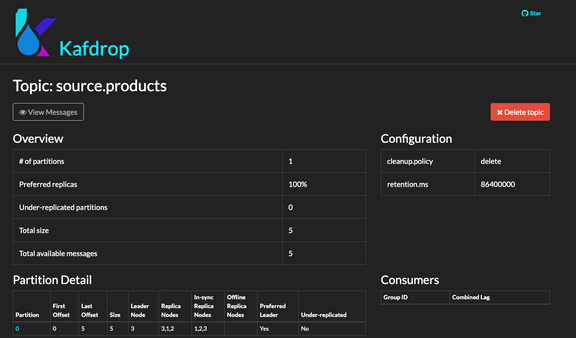 Star
Kafdrop
Topic: source.products
View Messages
Delete topic
Overview
# of partitions 1
Preferred replicas 100%
Under-replicated partitions 0
Total size 5
Total available messages 5
Configuration
cleanup.policy delete
retention.ms 86400000
Partition Detail
Partition First Offset Last Offset Size Leader Node Replica Nodes In-sync Replica Nodes Offline Replica Nodes Preferred Leader Under-replicated
0 0 5 5 3 3,1,2 1,2,3 Yes No
Consumers
Group ID Combined Lag